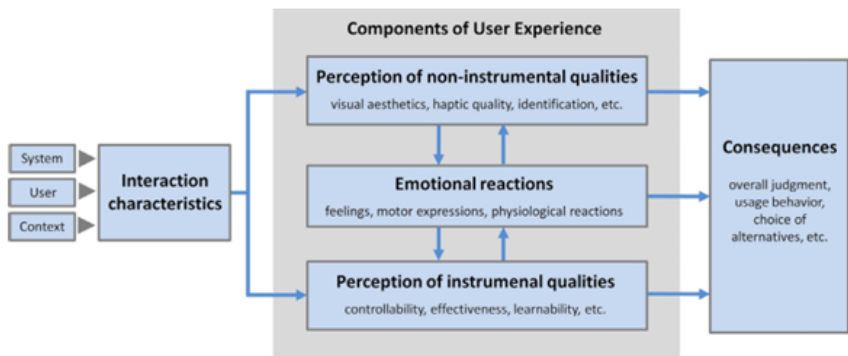 Components of User Experience
Perception of non-instrumental qualities
visual aesthetics, haptic quality, identification, etc.
System
User
Context
Interaction
characteristics
Emotional reactions
feelings, motor expressions, physiological reactions
Perception of instrumenal qualities
controllability, effectiveness, learnability, etc.
Consequences
overall judgment,
usage behavior,
choice of
alternatives, etc.